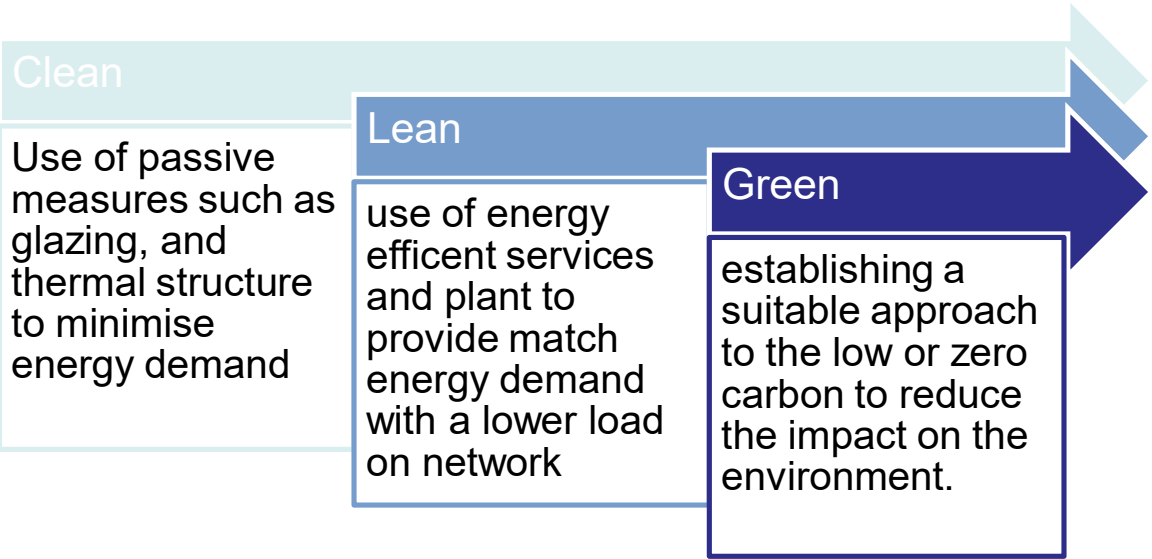 Clean
Use of passive
measures such as
glazing, and
thermal structure
to minimise
energy demand
Lean
use of energy
efficent services
and plant to
provide match
energy demand
with a lower load
on network
Green
establishing a
suitable approach
to the low or zero
carbon to reduce
the impact on the
environment.